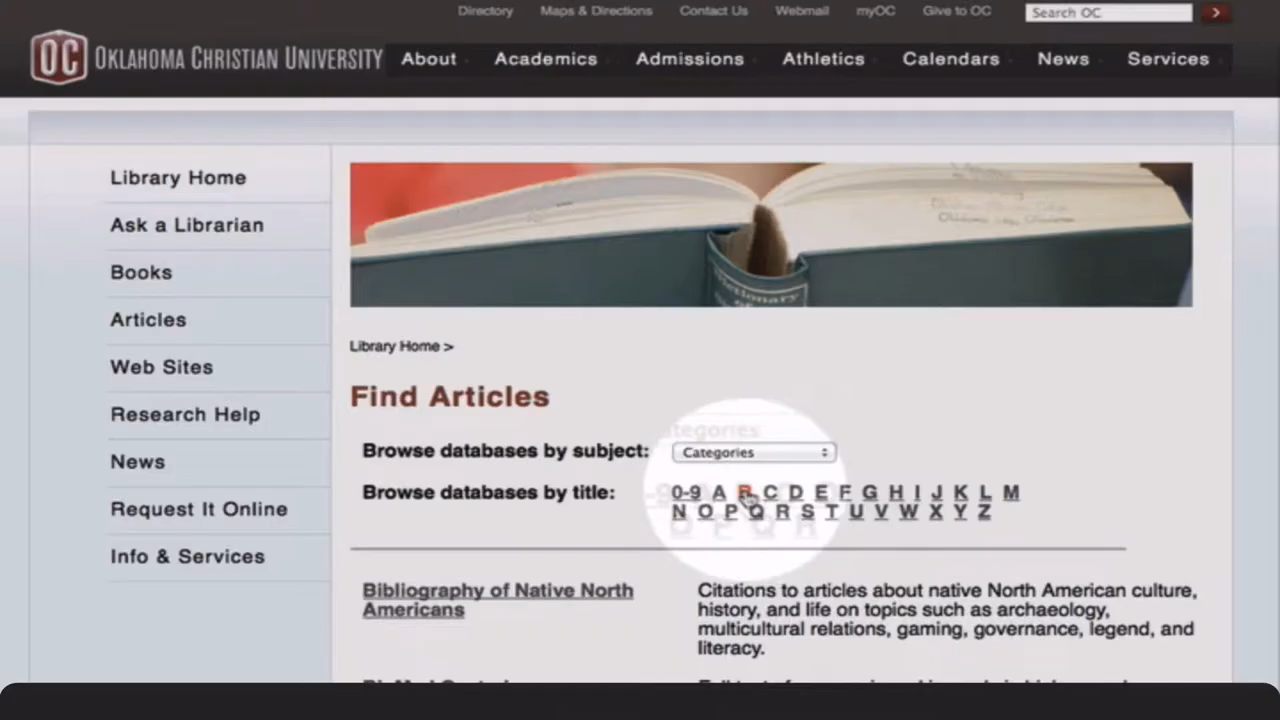 Directory Maps & Directions Contact Us Webmail myOC Give to OC Search OC
OC OKLAHOMA CHRISTIAN UNIVERSITY About Academics Admissions Athletics Calendars News Services
Library Home
Ask a Librarian
Books
Articles
Web Sites
Research Help
News
Request It Online
Info & Services
Dictionary
Library Home >
Find Articles
Browse databases by subject: Categories
Browse databases by title: 0-9 A B C D E F G H I J K L M
N O P Q R S T U V W X Y Z
Bibliography of Native North
Americans
Citations to articles about native North American culture,
history, and life on topics such as archaeology,
multicultural relations, gaming, governance, legend, and
literacy.